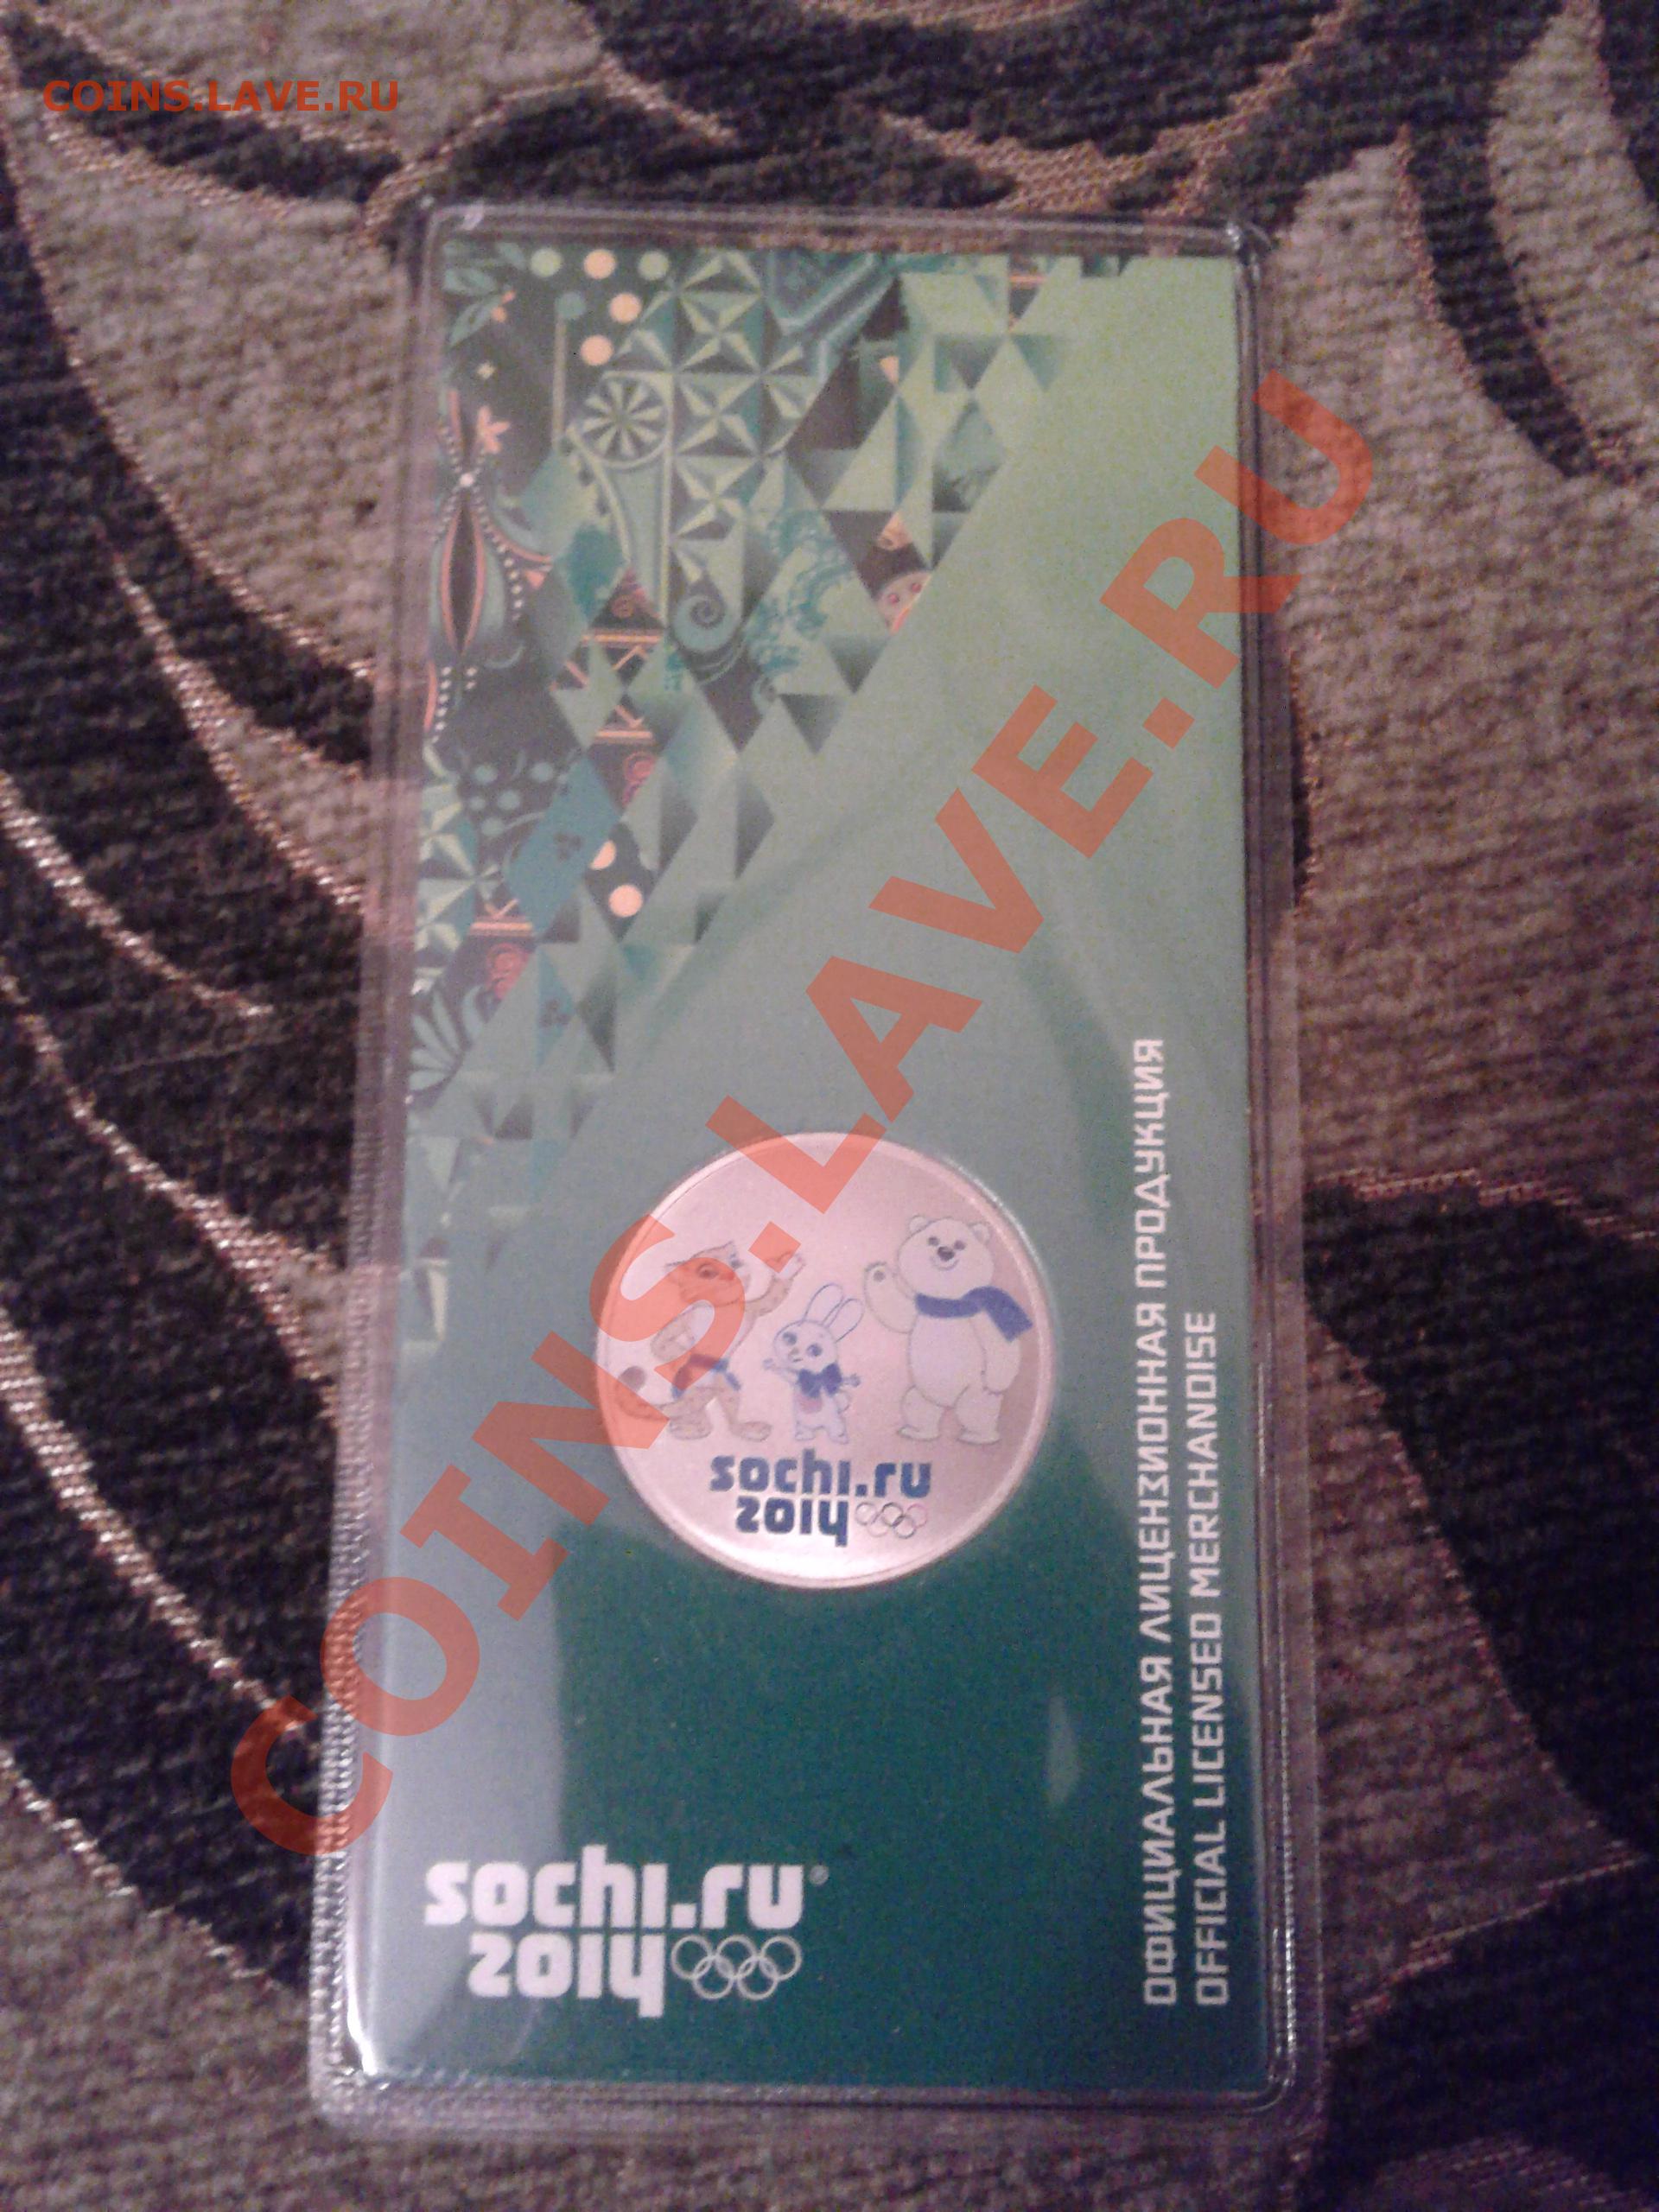 COINS.LAVE.RU
COINS.LAVE.RU
sochi.ru
2014
sochi.ru®
2014
ОФИЦИАЛЬНАЯ ЛИЦЕНЗИОННАЯ ПРОДУКЦИЯ
OFFICIAL LICENSED MERCHANDISE